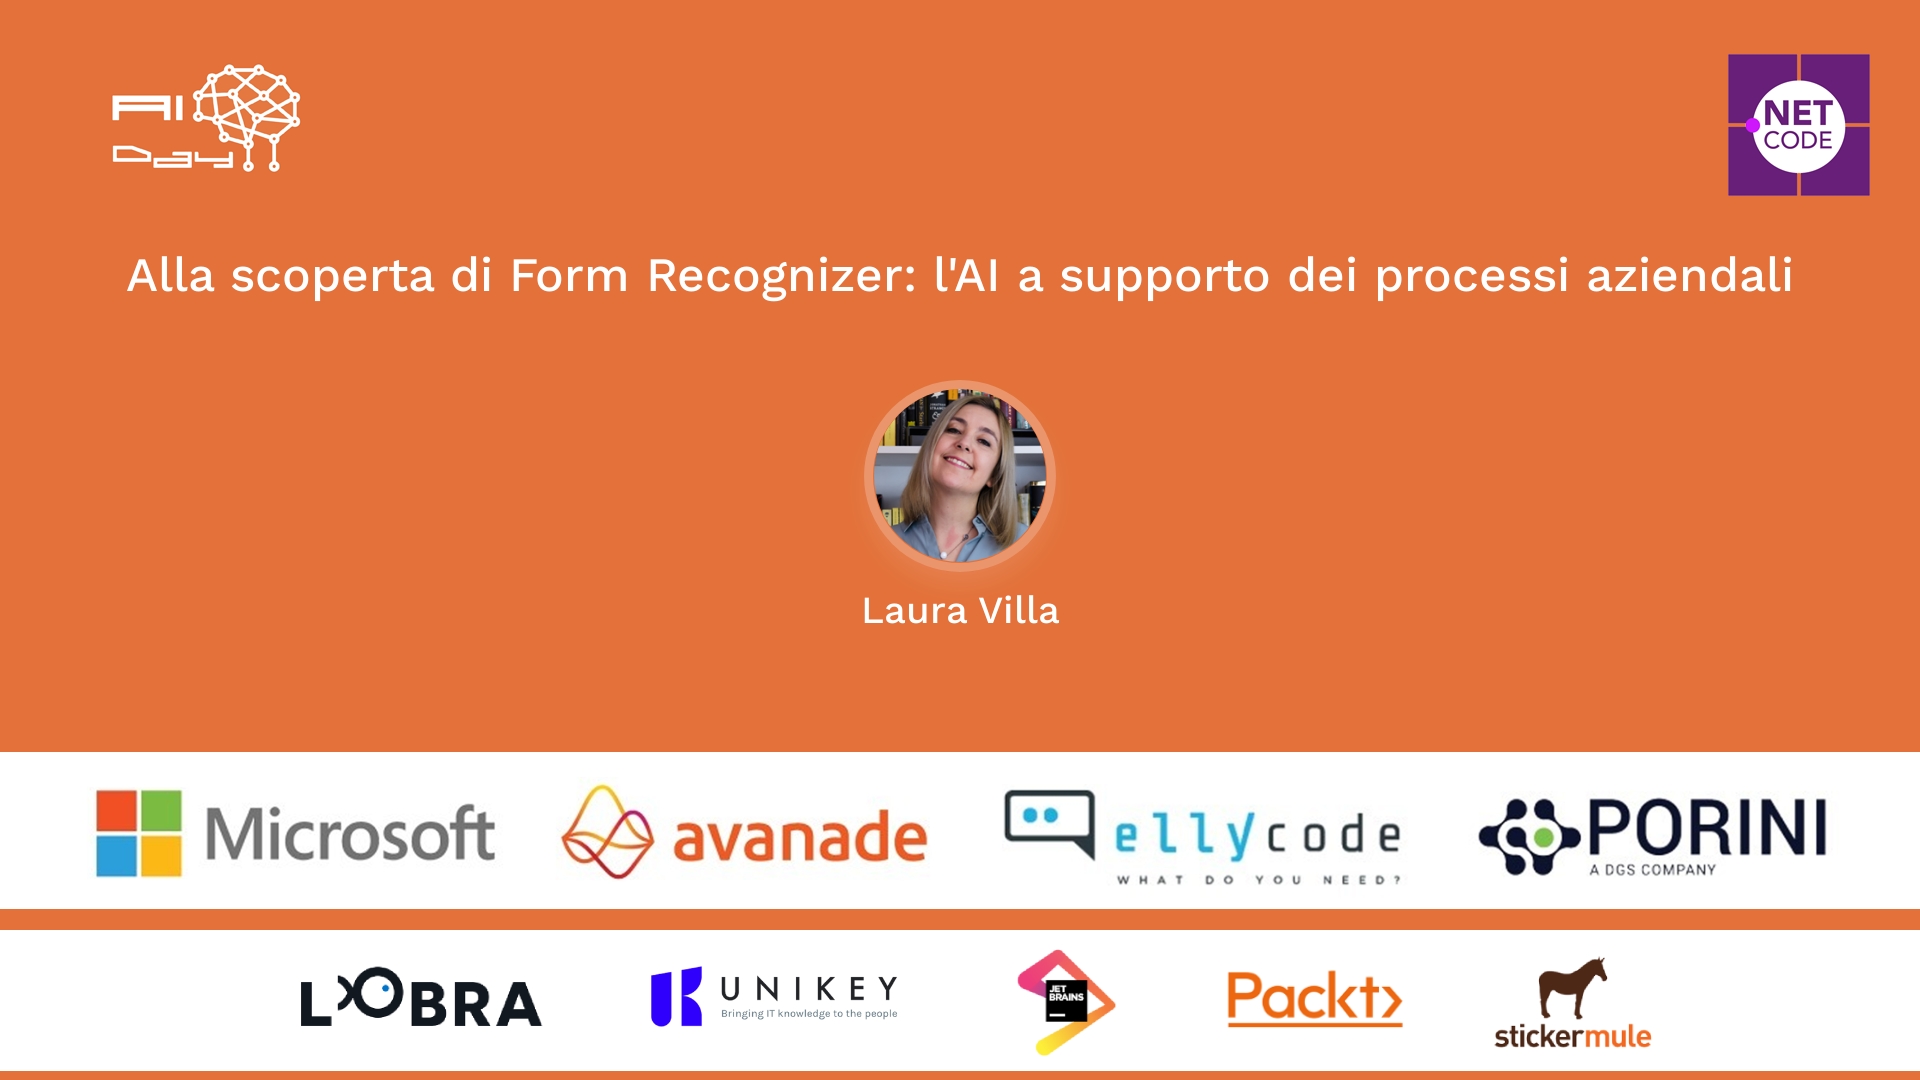 AI
Day
NET
CODE
Alla scoperta di Form Recognizer: l'AI a supporto dei processi aziendali
Laura Villa
Microsoft
avanade
ellycode
WHAT DO YOU NEED?
PORINI
A DGS COMPANY
LOBRA
UNIKEY
Bringing IT knowledge to the people
JET
BRAINS
Packt
stickermule